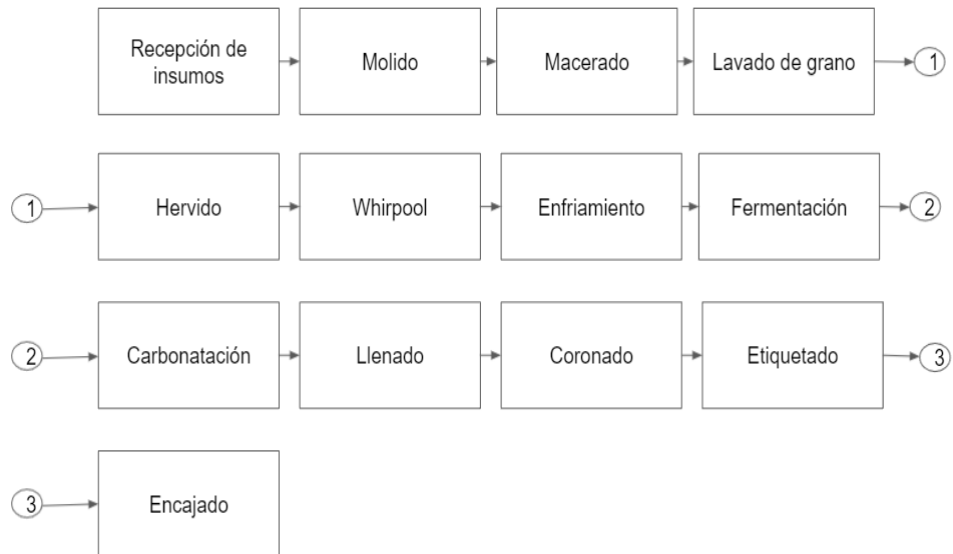 Recepción de
insumos
Molido
Macerado
Lavado de grano
1
1
Hervido
Whirpool
Enfriamiento
Fermentación
2
2
Carbonatación
Llenado
Coronado
Etiquetado
3
3
Encajado